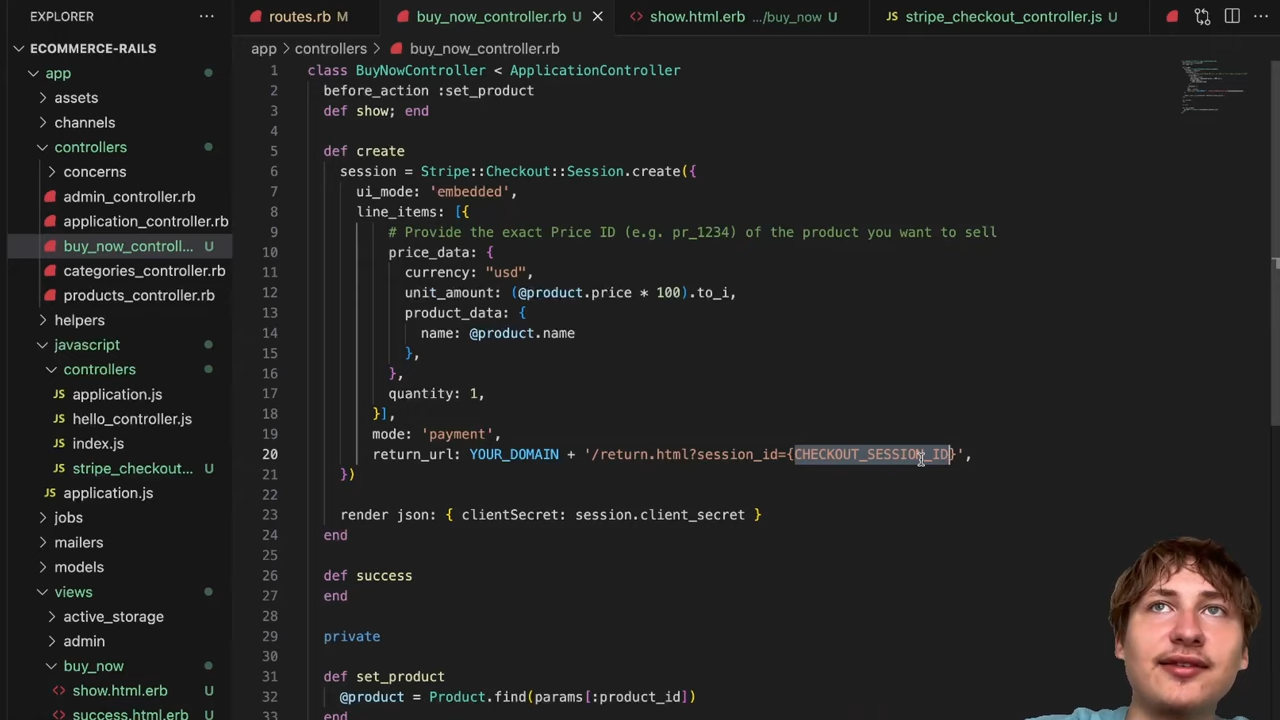 EXPLORER
ECOMMERCE-RAILS
app
assets
channels
controllers
concerns
admin_controller.rb
application_controller.rb
buy_now_controll... U
categories_controller.rb
products_controller.rb
helpers
javascript
controllers
JS application.js
JS hello_controller.js
JS index.js
JS stripe_checkout... U
JS application.js
jobs
mailers
models
views
active_storage
admin
buy_now
show.html.erb U
success.html.erb U
routes.rb M
buy_now_controller.rb U
show.html.erb .../buy_now U
JS stripe_checkout_controller.js U
app > controllers > buy_now_controller.rb
1 class BuyNowController < ApplicationController
2 before_action :set_product
3 def show; end
4
5 def create
6 session = Stripe::Checkout::Session.create({
7 ui_mode: 'embedded',
8 line_items: [{
9 # Provide the exact Price ID (e.g. pr_1234) of the product you want to sell
10 price_data: {
11 currency: "usd",
12 unit_amount: (@product.price * 100).to_i,
13 product_data: {
14 name: @product.name
15 },
16 },
17 quantity: 1,
18 }],
19 mode: 'payment',
20 return_url: YOUR_DOMAIN + '/return.html?session_id={CHECKOUT_SESSION_ID}',
21 })
22
23 render json: { clientSecret: session.client_secret }
24 end
25
26 def success
27 end
28
29 private
30
31 def set_product
32 @product = Product.find(params[:product_id])
33 end